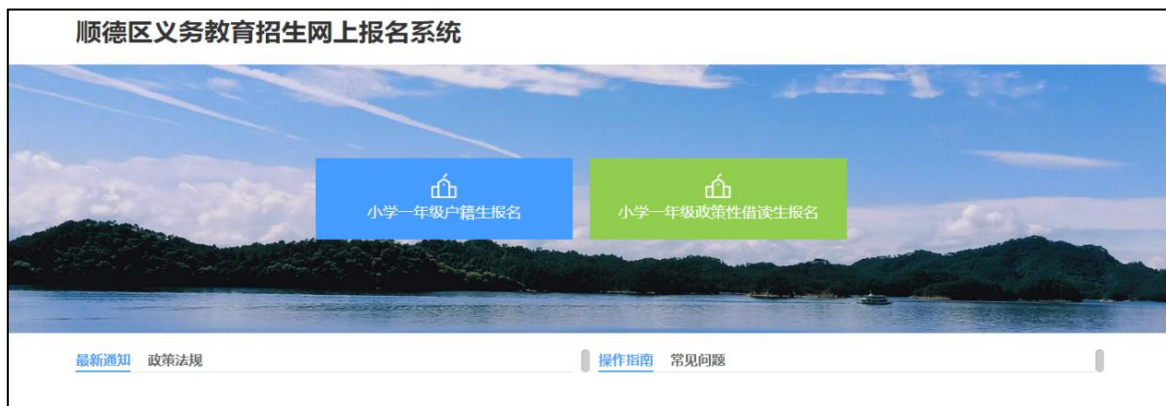 顺德区义务教育招生网上报名系统
小学一年级户籍生报名
小学一年级政策性借读生报名
最新通知 政策法规
操作指南 常见问题